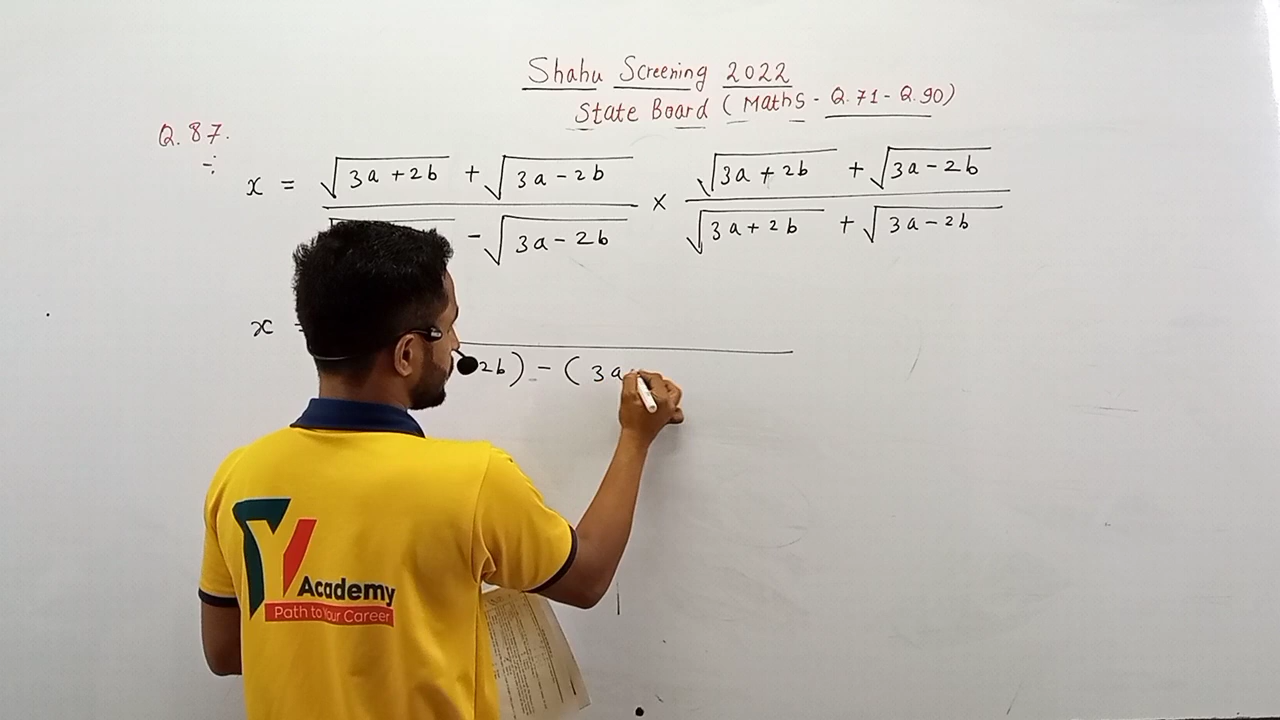 Shahu Screening 2022
State Board (Maths - Q.71 - Q.90)
Q. 87.
x = √(3a + 2b) + √(3a - 2b) × √(3a + 2b) + √(3a - 2b)
- √(3a - 2b) √(3a + 2b) + √(3a - 2b)
x =
2b) - (3a
Academy
Path to Your Career